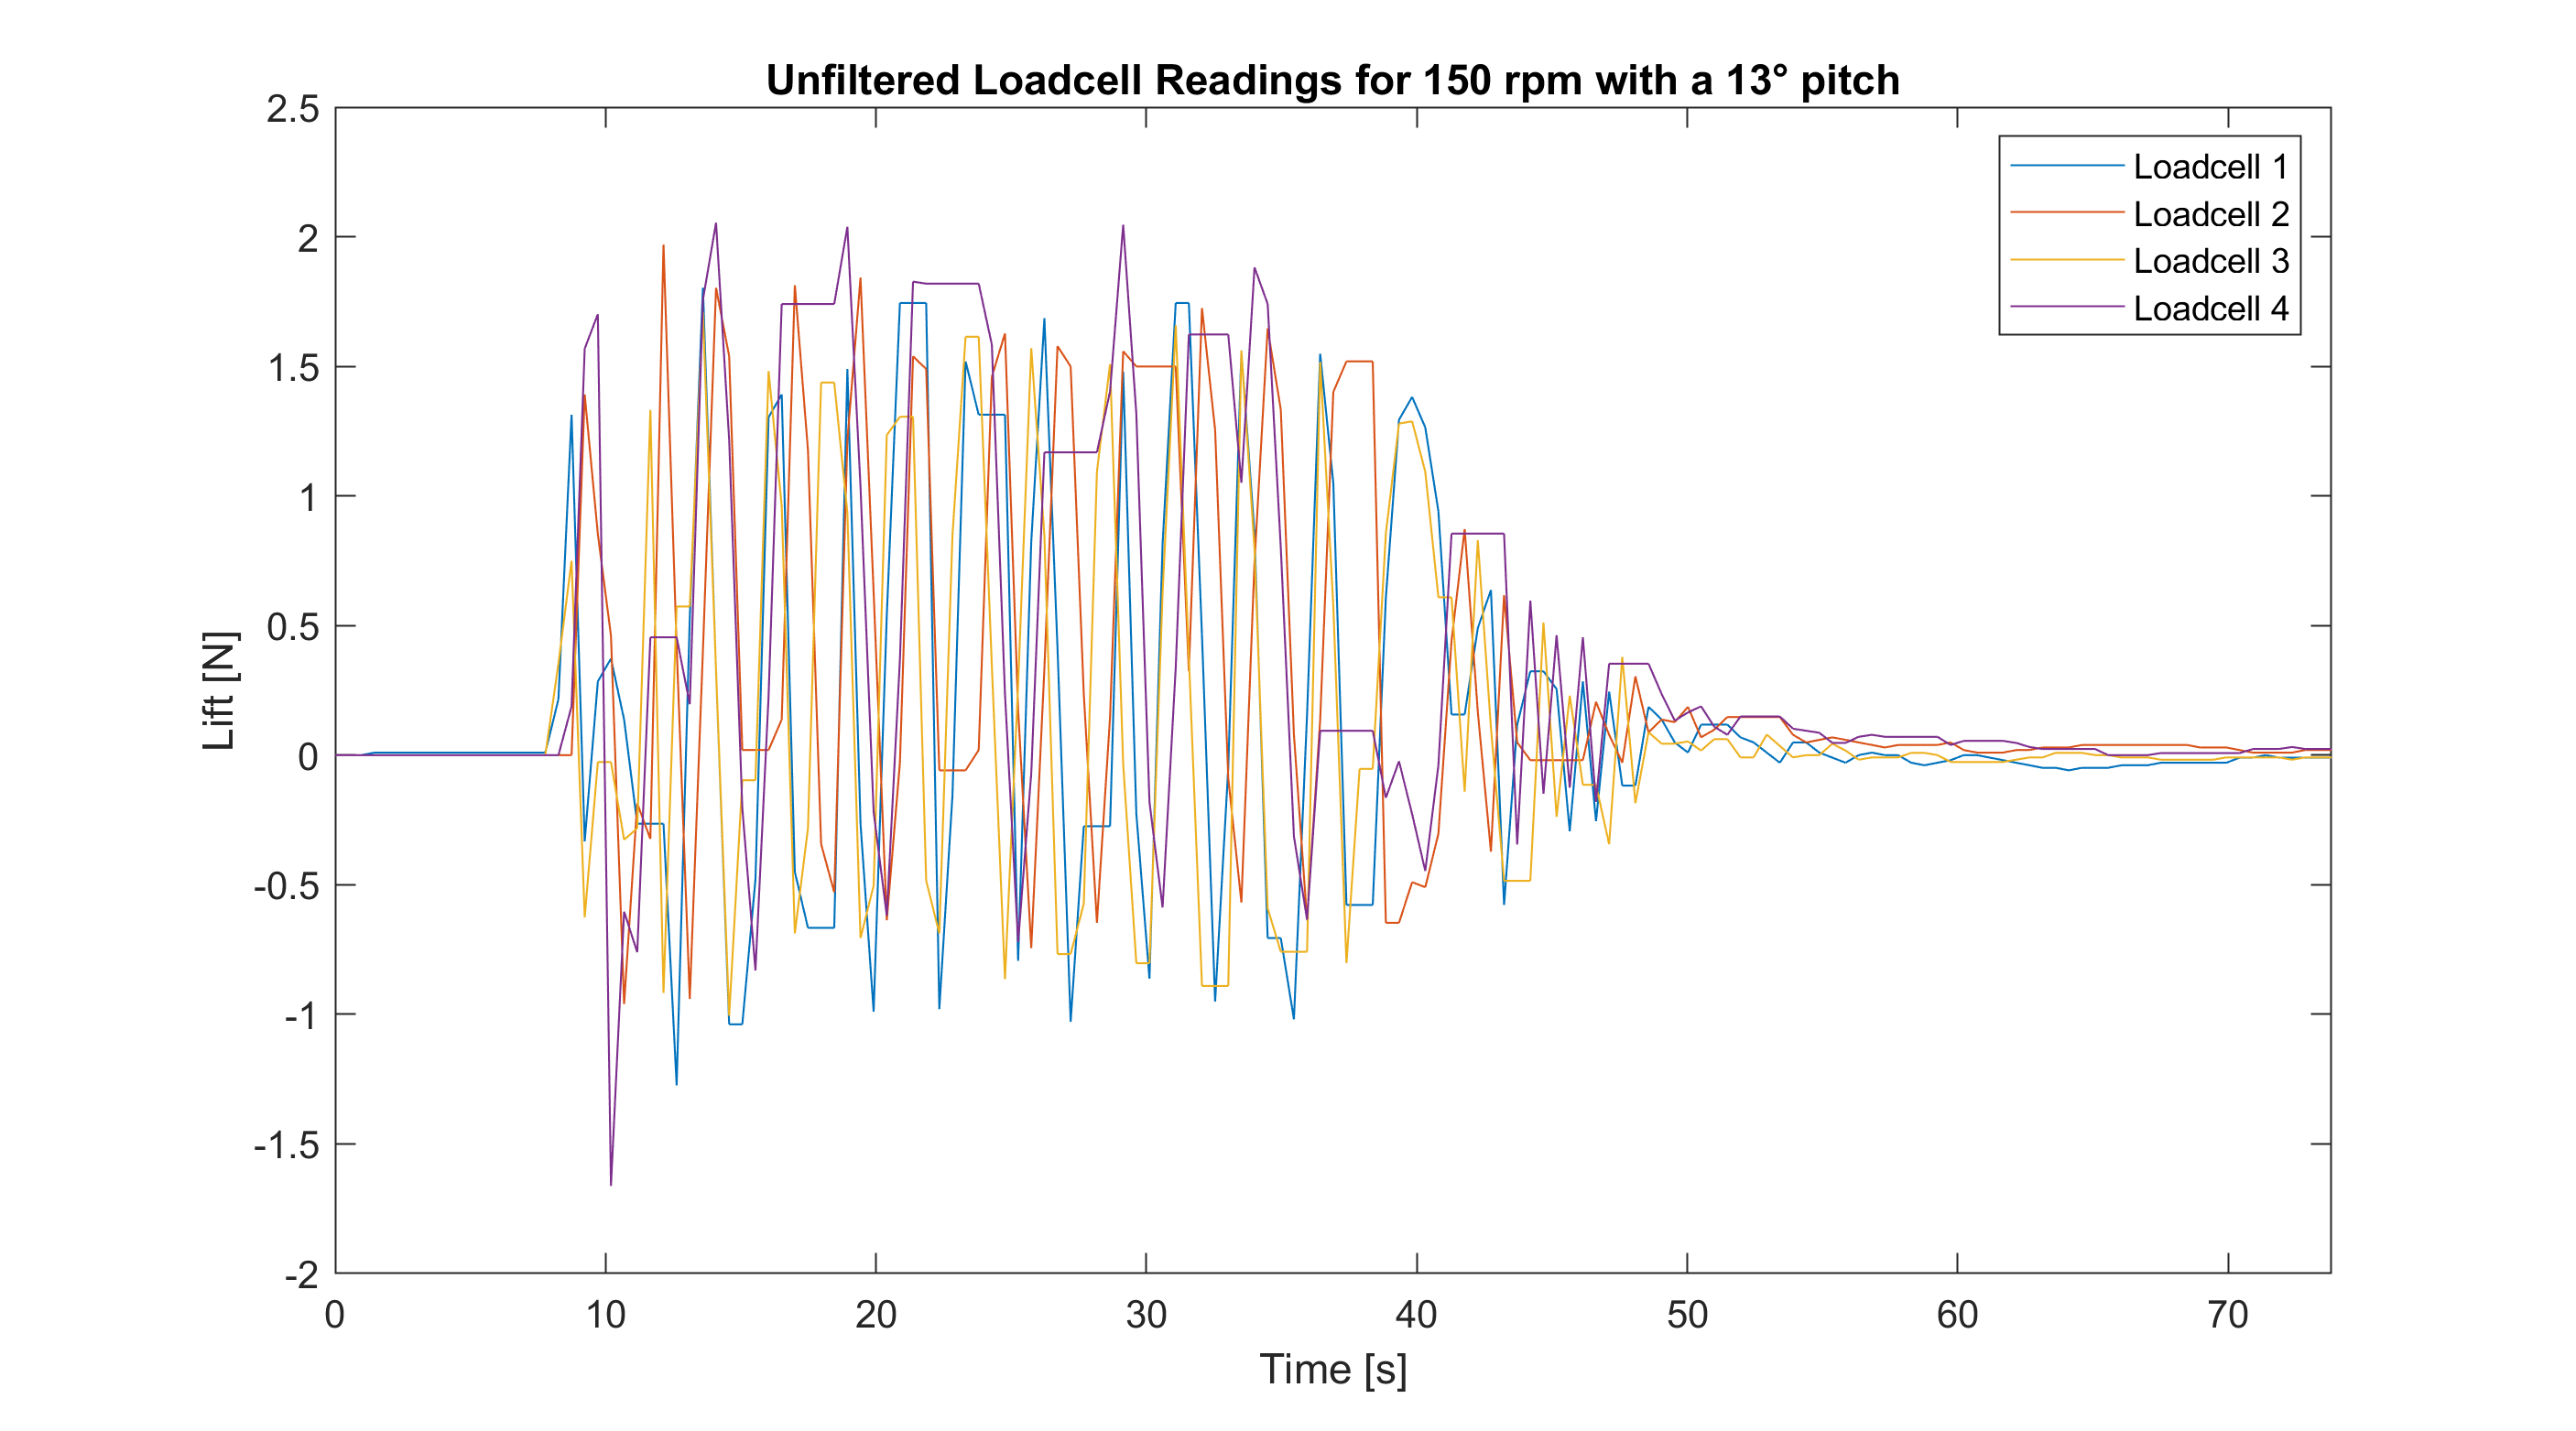 Unfiltered Loadcell Readings for 150 rpm with a 13° pitch
2.5
2
1.5
1
0.5
0
-0.5
-1
-1.5
-2
Lift [N]
Loadcell 1
Loadcell 2
Loadcell 3
Loadcell 4
0 10 20 30 40 50 60 70
Time [s]